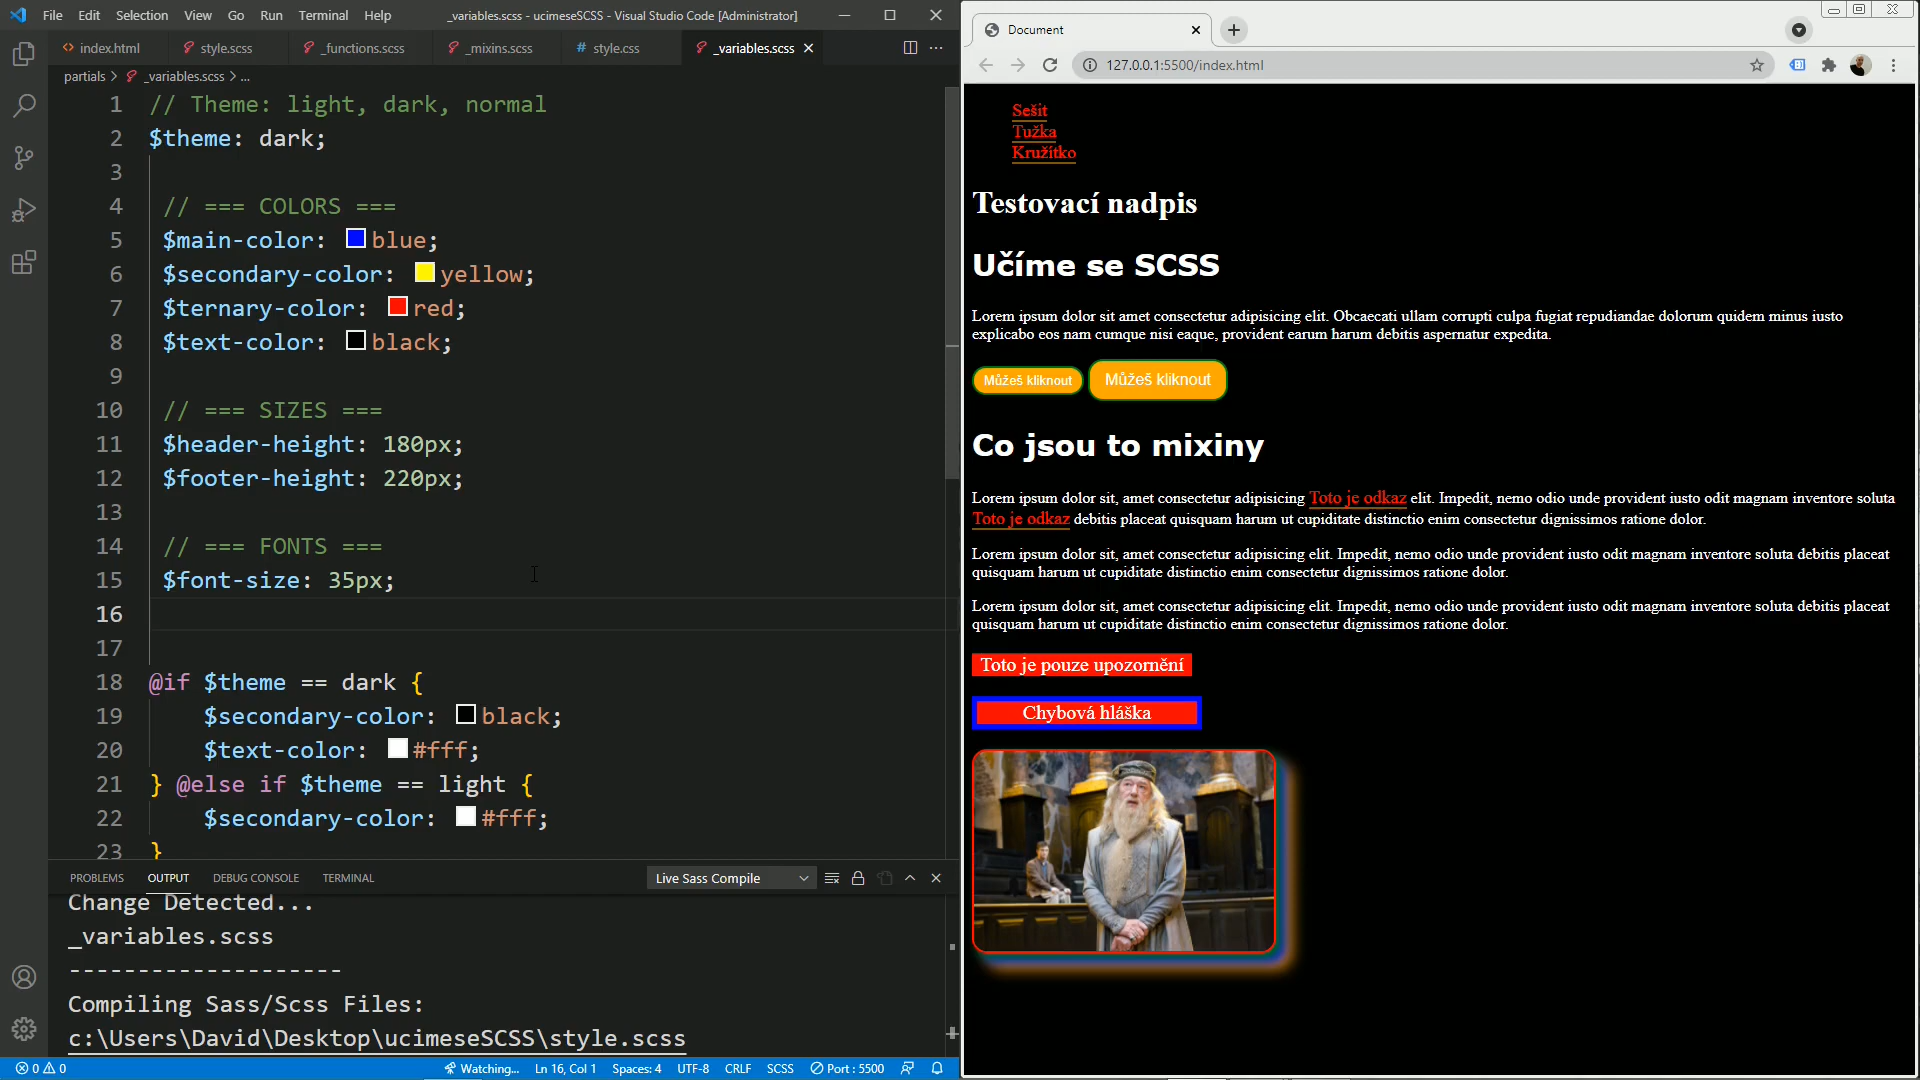 File Edit Selection View Go Run Terminal Help _variables.scss - ucimeseSCSS - Visual Studio Code [Administrator]
index.html style.scss _functions.scss _mixins.scss # style.css _variables.scss
partials > _variables.scss > ...
1 // Theme: light, dark, normal
2 $theme: dark;
3
4 // === COLORS ===
5 $main-color: blue;
6 $secondary-color: yellow;
7 $ternary-color: red;
8 $text-color: black;
9
10 // === SIZES ===
11 $header-height: 180px;
12 $footer-height: 220px;
13
14 // === FONTS ===
15 $font-size: 35px;
16
17
18 @if $theme == dark {
19 $secondary-color: black;
20 $text-color: #fff;
21 } @else if $theme == light {
22 $secondary-color: #fff;
23 }
PROBLEMS OUTPUT DEBUG CONSOLE TERMINAL Live Sass Compile
Change Detected...
_variables.scss
--------------------
Compiling Sass/Scss Files:
c:\Users\David\Desktop\ucimeseSCSS\style.scss
0 0 Watching... Ln 16, Col 1 Spaces: 4 UTF-8 CRLF SCSS Port : 5500
Document
127.0.0.1:5500/index.html
Sešit
Tužka
Kružítko
Testovací nadpis
Učíme se SCSS
Lorem ipsum dolor sit amet consectetur adipisicing elit. Obcaecati ullam corrupti culpa fugiat repudiandae dolorum quidem minus iusto
explicabo eos nam cumque nisi eaque, provident earum harum debitis aspernatur expedita.
Můžeš kliknout Můžeš kliknout
Co jsou to mixiny
Lorem ipsum dolor sit, amet consectetur adipisicing Toto je odkaz elit. Impedit, nemo odio unde provident iusto odit magnam inventore soluta
Toto je odkaz debitis placeat quisquam harum ut cupiditate distinctio enim consectetur dignissimos ratione dolor.
Lorem ipsum dolor sit, amet consectetur adipisicing elit. Impedit, nemo odio unde provident iusto odit magnam inventore soluta debitis placeat
quisquam harum ut cupiditate distinctio enim consectetur dignissimos ratione dolor.
Lorem ipsum dolor sit, amet consectetur adipisicing elit. Impedit, nemo odio unde provident iusto odit magnam inventore soluta debitis placeat
quisquam harum ut cupiditate distinctio enim consectetur dignissimos ratione dolor.
Toto je pouze upozornění
Chybová hláška